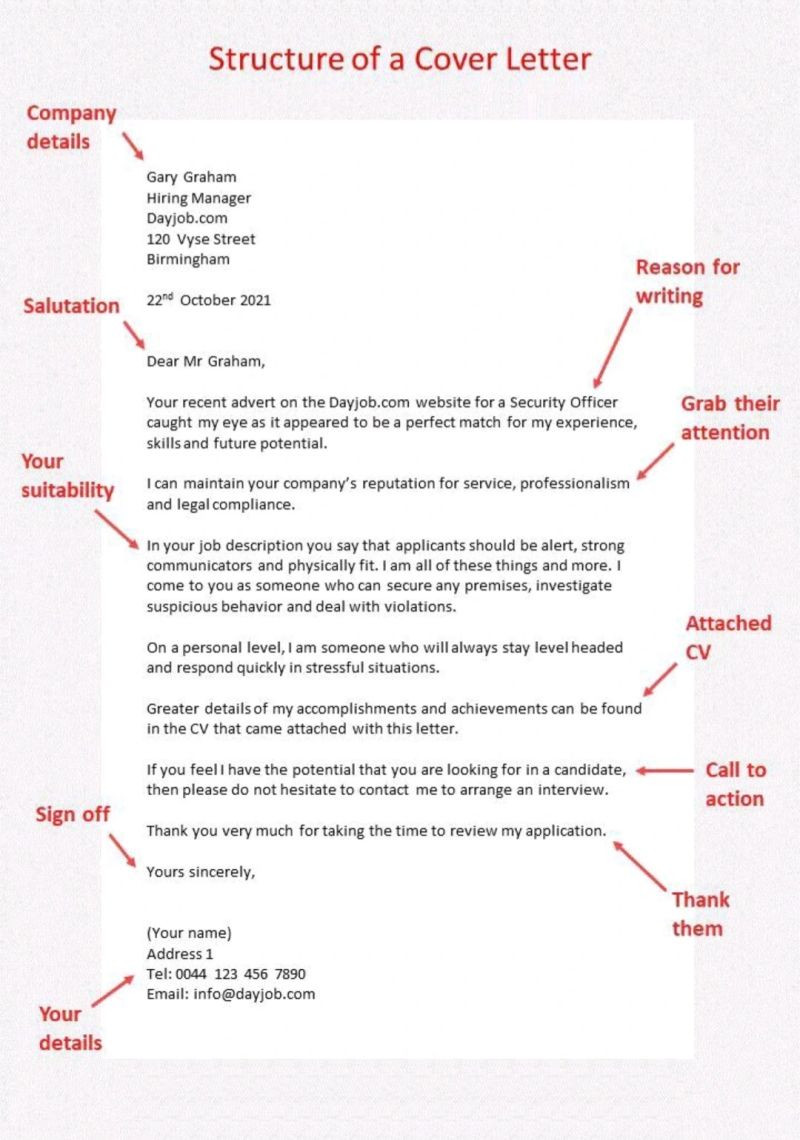 Structure of a Cover Letter
Company
details
Gary Graham
Hiring Manager
Dayjob.com
120 Vyse Street
Birmingham
Salutation
22nd October 2021
Dear Mr Graham,
Reason for
writing
Your recent advert on the Dayjob.com website for a Security Officer
caught my eye as it appeared to be a perfect match for my experience,
skills and future potential.
Grab their
attention
I can maintain your company's reputation for service, professionalism
and legal compliance.
Your
suitability
In your job description you say that applicants should be alert, strong
communicators and physically fit. I am all of these things and more. I
come to you as someone who can secure any premises, investigate
suspicious behavior and deal with violations.
On a personal level, I am someone who will always stay level headed
and respond quickly in stressful situations.
Attached
CV
Greater details of my accomplishments and achievements can be found
in the CV that came attached with this letter.
If you feel I have the potential that you are looking for in a candidate,
then please do not hesitate to contact me to arrange an interview.
Call to
action
Thank you very much for taking the time to review my application.
Thank
them
Sign off
Yours sincerely,
(Your name)
Address 1
Tel: 0044 123 456 7890
Email: info@dayjob.com
Your
details